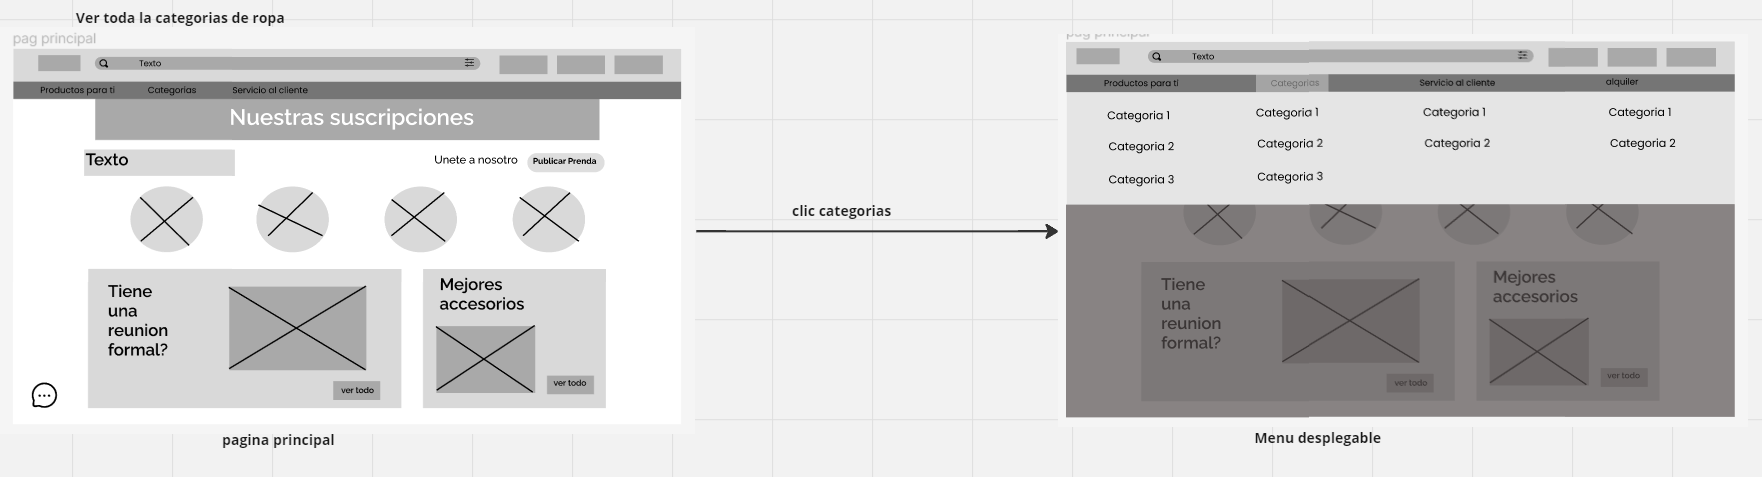 Ver toda la categorias de ropa
pag principal
Texto
Productos para ti
Categorias
Servicio al cliente
Nuestras suscripciones
Texto
Unete a nosotro
Publicar Prenda
Tiene
una
reunion
formal?
ver todo
Mejores
accesorios
ver todo
pagina principal
clic categorias
pag principal
Texto
Productos para ti
Categorias
Servicio al cliente
alquiler
Categoria 1
Categoria 1
Categoria 1
Categoria 1
Categoria 2
Categoria 2
Categoria 2
Categoria 2
Categoria 3
Categoria 3
Tiene
una
reunion
formal?
ver todo
Mejores
accesorios
ver todo
Menu desplegable